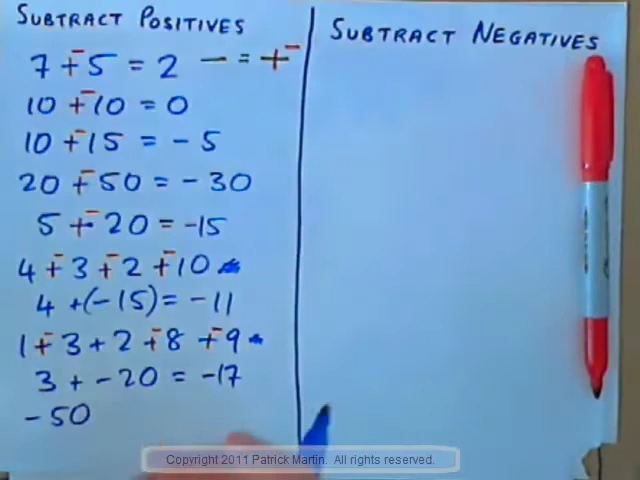 SUBTRACT POSITIVES
7 + -5 = 2 — = + -
10 + -10 = 0
10 + -15 = - 5
20 + -50 = - 30
5 + -20 = -15
4 + -3 + -2 + -10
4 + (-15) = -11
1 + -3 + 2 + -8 + -9
3 + -20 = -17
- 50
SUBTRACT NEGATIVES
Copyright 2011 Patrick Martin. All rights reserved.